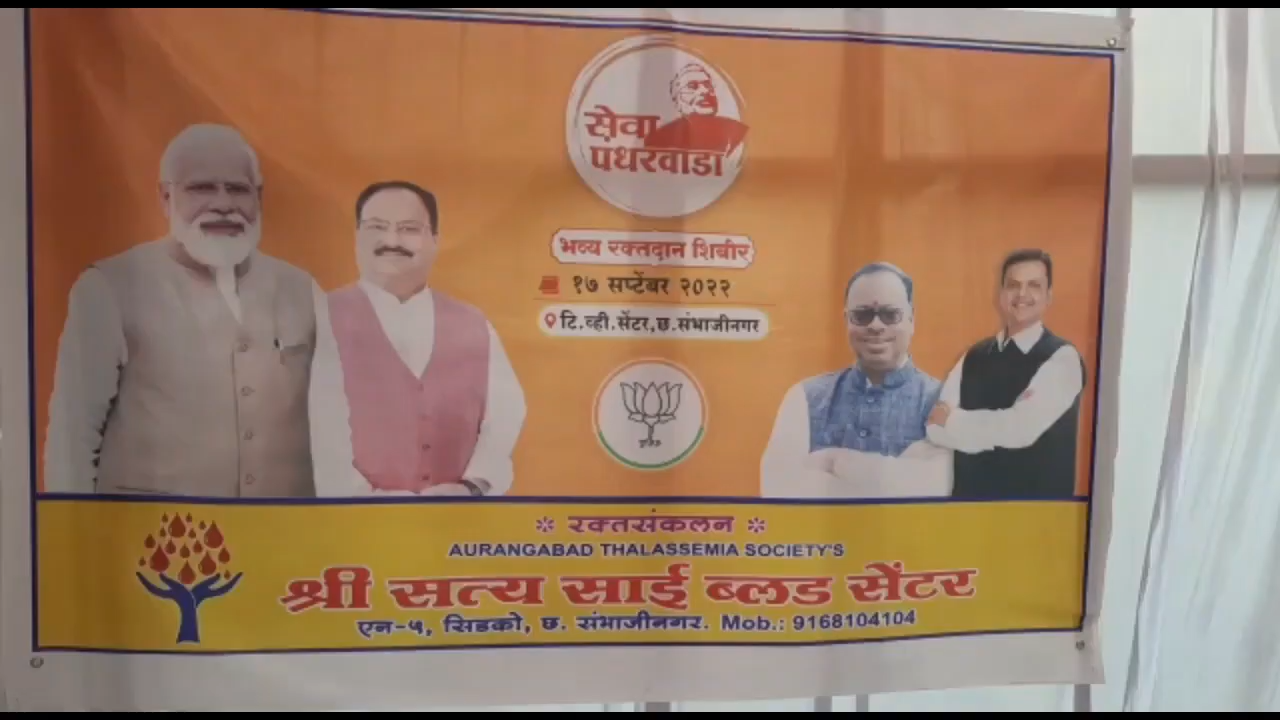 सेवा
पंधरवाडा
भव्य रक्तदान शिबीर
१७ सप्टेंबर २०२२
टि.व्ही.सेंटर,छ.संभाजीनगर
रक्तसंकलन
AURANGABAD THALASSEMIA SOCIETY'S
श्री सत्य साई ब्लड सेंटर
एन-५, सिडको, छ. संभाजीनगर. Mob.: 9168104104